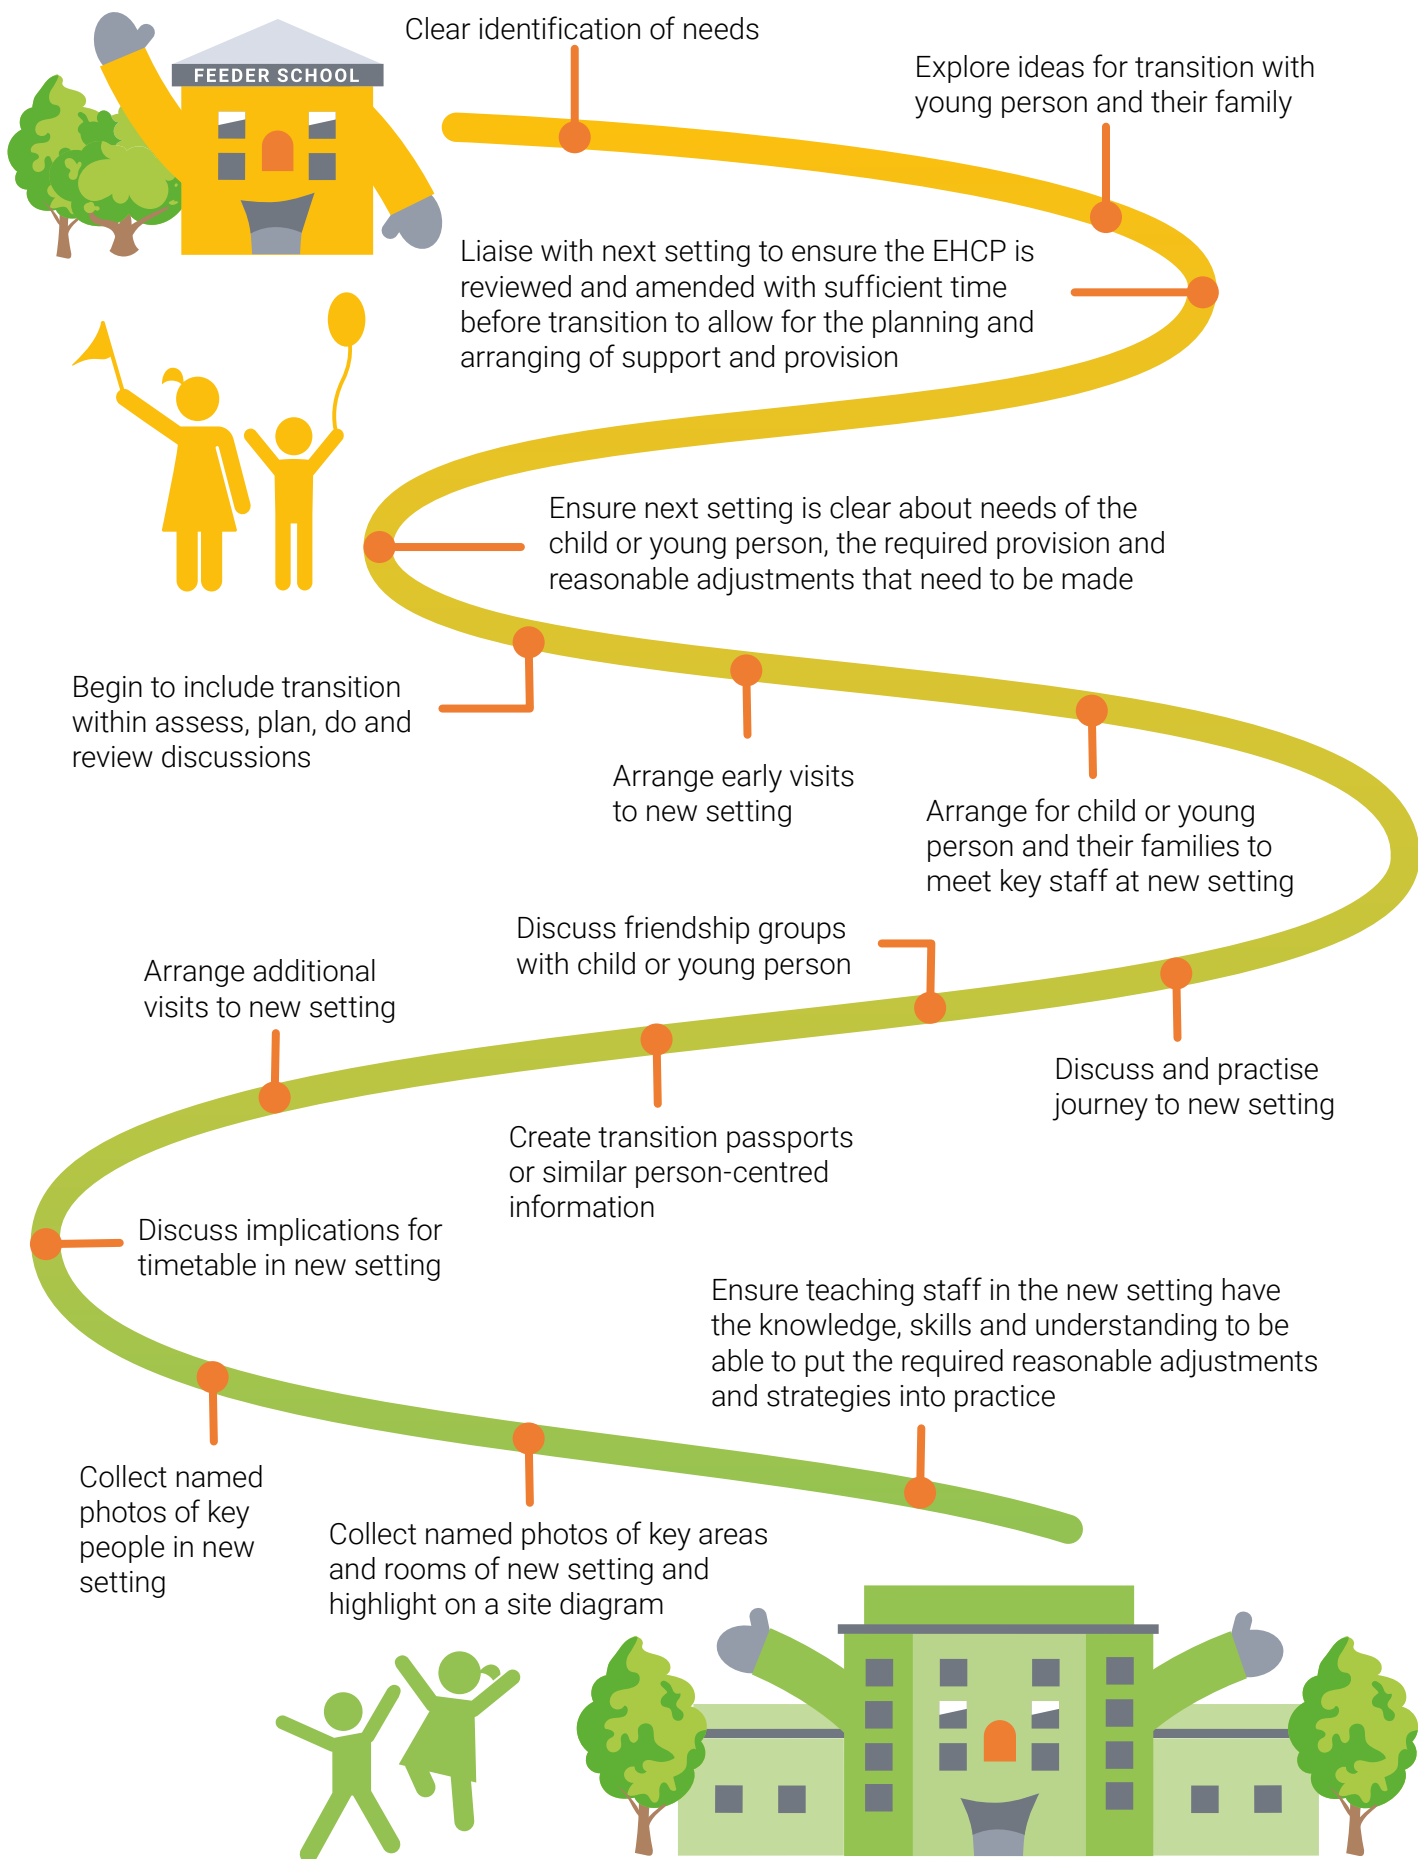 FEEDER SCHOOL
Clear identification of needs
Explore ideas for transition with
young person and their family
Liaise with next setting to ensure the EHCP is
reviewed and amended with sufficient time
before transition to allow for the planning and
arranging of support and provision
Ensure next setting is clear about needs of the
child or young person, the required provision and
reasonable adjustments that need to be made
Begin to include transition
within assess, plan, do and
review discussions
Arrange early visits
to new setting
Arrange for child or young
person and their families to
meet key staff at new setting
Discuss and practise
journey to new setting
Discuss friendship groups
with child or young person
Create transition passports
or similar person-centred
information
Arrange additional
visits to new setting
Discuss implications for
timetable in new setting
Collect named
photos of key
people in new
setting
Collect named photos of key areas
and rooms of new setting and
highlight on a site diagram
Ensure teaching staff in the new setting have
the knowledge, skills and understanding to be
able to put the required reasonable adjustments
and strategies into practice